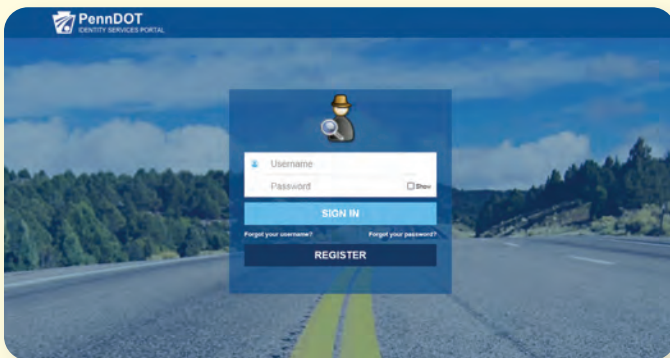 PennDOT
IDENTITY SERVICES PORTAL
Username
Password Show
SIGN IN
Forgot your username? Forgot your password?
REGISTER